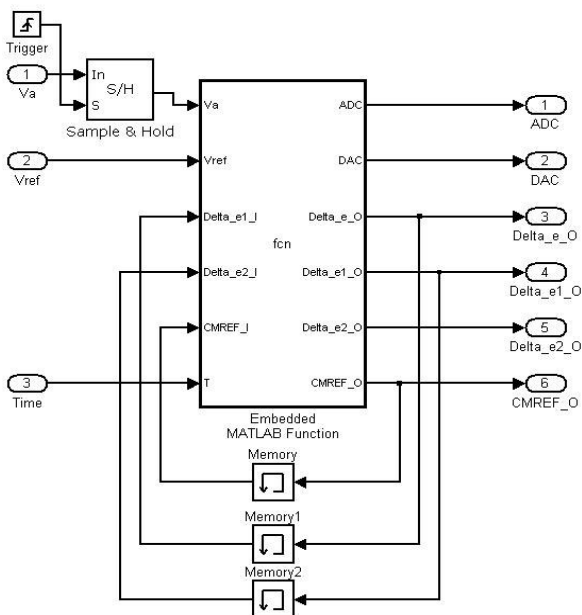 Trigger
1
Va
In
S/H
S
Sample & Hold
2
Vref
3
Time
Va
Vref
Delta_e1_I
Delta_e2_I
CMREF_I
T
fcn
ADC
DAC
Delta_e_O
Delta_e1_O
Delta_e2_O
CMREF_O
Embedded
MATLAB Function
1
ADC
2
DAC
3
Delta_e_O
4
Delta_e1_O
5
Delta_e2_O
6
CMREF_O
Memory
Memory1
Memory2